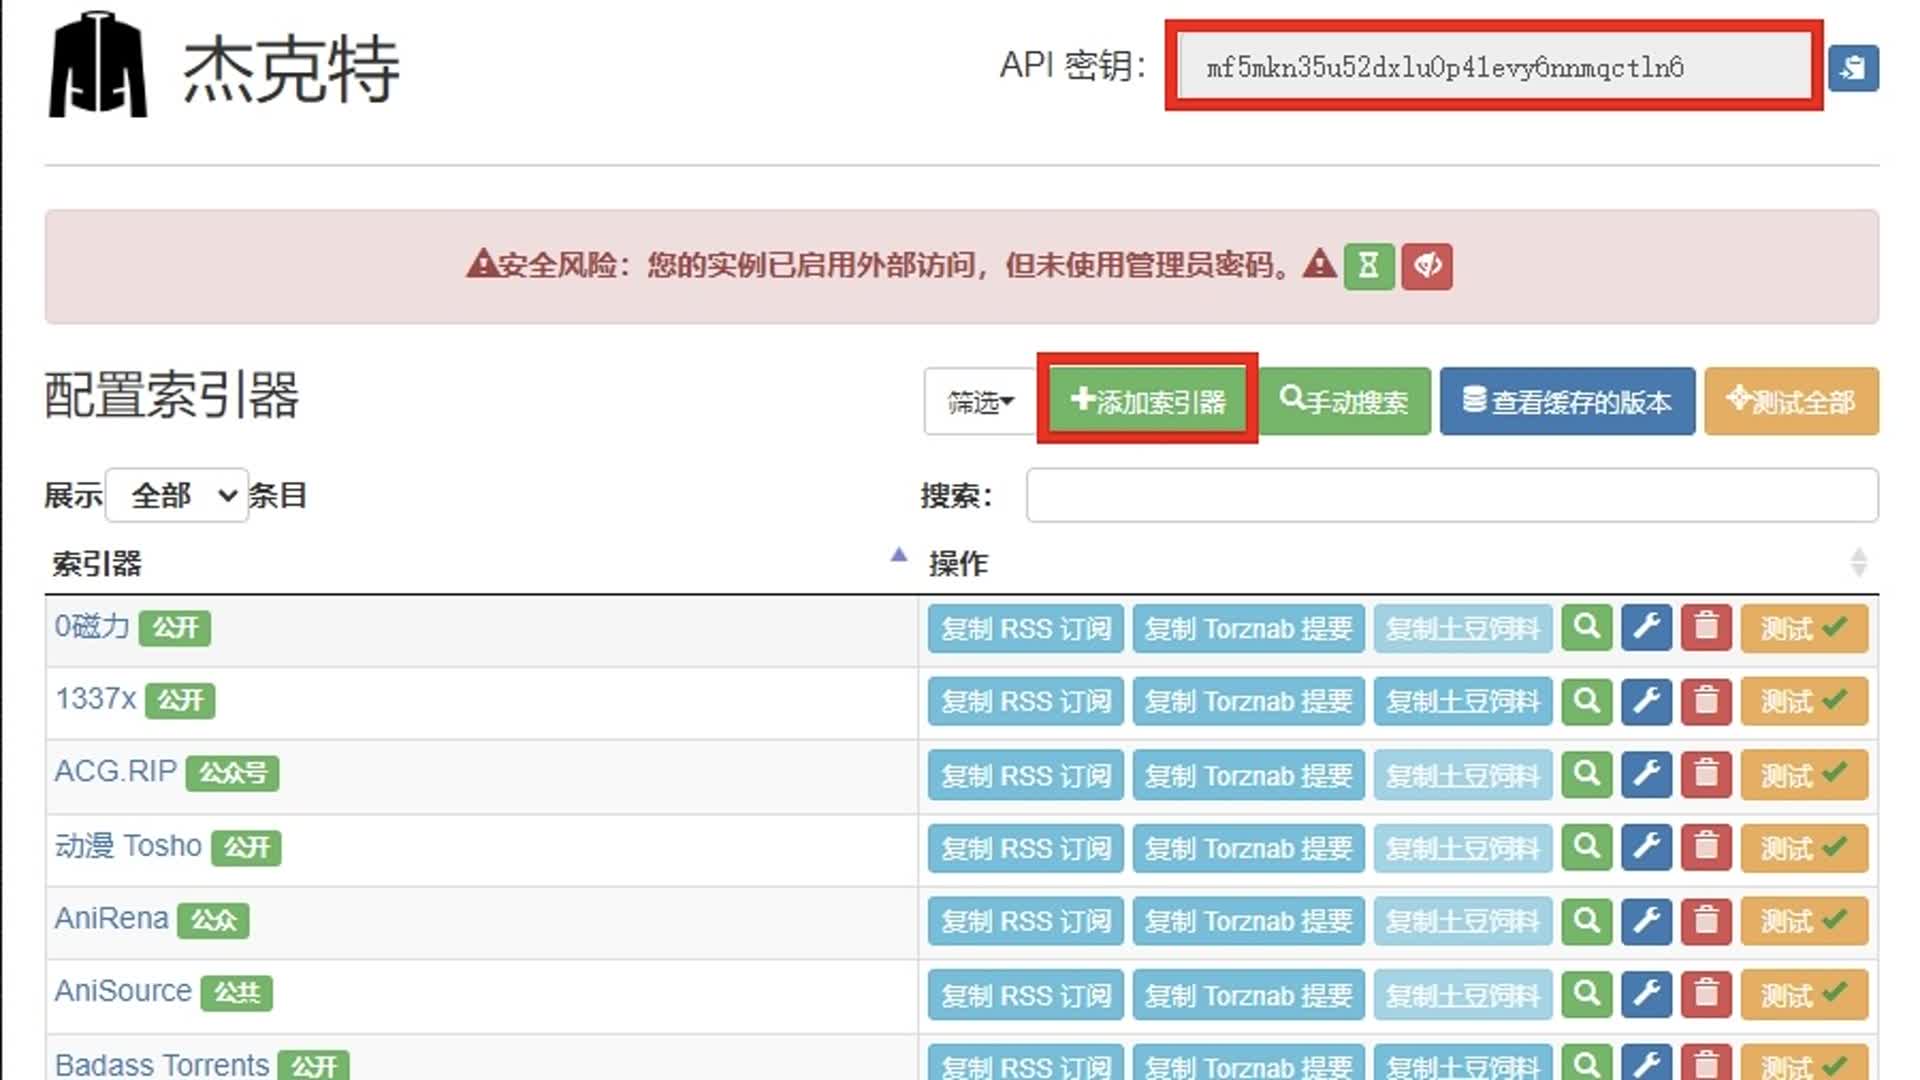 杰克特
API 密钥：
mf5mkn35u52dxlu0p41evy6nnmqctln6
安全风险：您的实例已启用外部访问，但未使用管理员密码。
配置索引器
筛选 添加索引器 手动搜索 查看缓存的版本 测试全部
展示 全部 条目 搜索：
索引器 操作
0磁力 公开 复制 RSS 订阅 复制 Torznab 提要 复制土豆饲料 测试
1337x 公开 复制 RSS 订阅 复制 Torznab 提要 复制土豆饲料 测试
ACG.RIP 公众号 复制 RSS 订阅 复制 Torznab 提要 复制土豆饲料 测试
动漫 Tosho 公开 复制 RSS 订阅 复制 Torznab 提要 复制土豆饲料 测试
AniRena 公众 复制 RSS 订阅 复制 Torznab 提要 复制土豆饲料 测试
AniSource 公共 复制 RSS 订阅 复制 Torznab 提要 复制土豆饲料 测试
Badass Torrents 公开 复制 RSS 订阅 复制 Torznab 提要 复制土豆饲料 测试